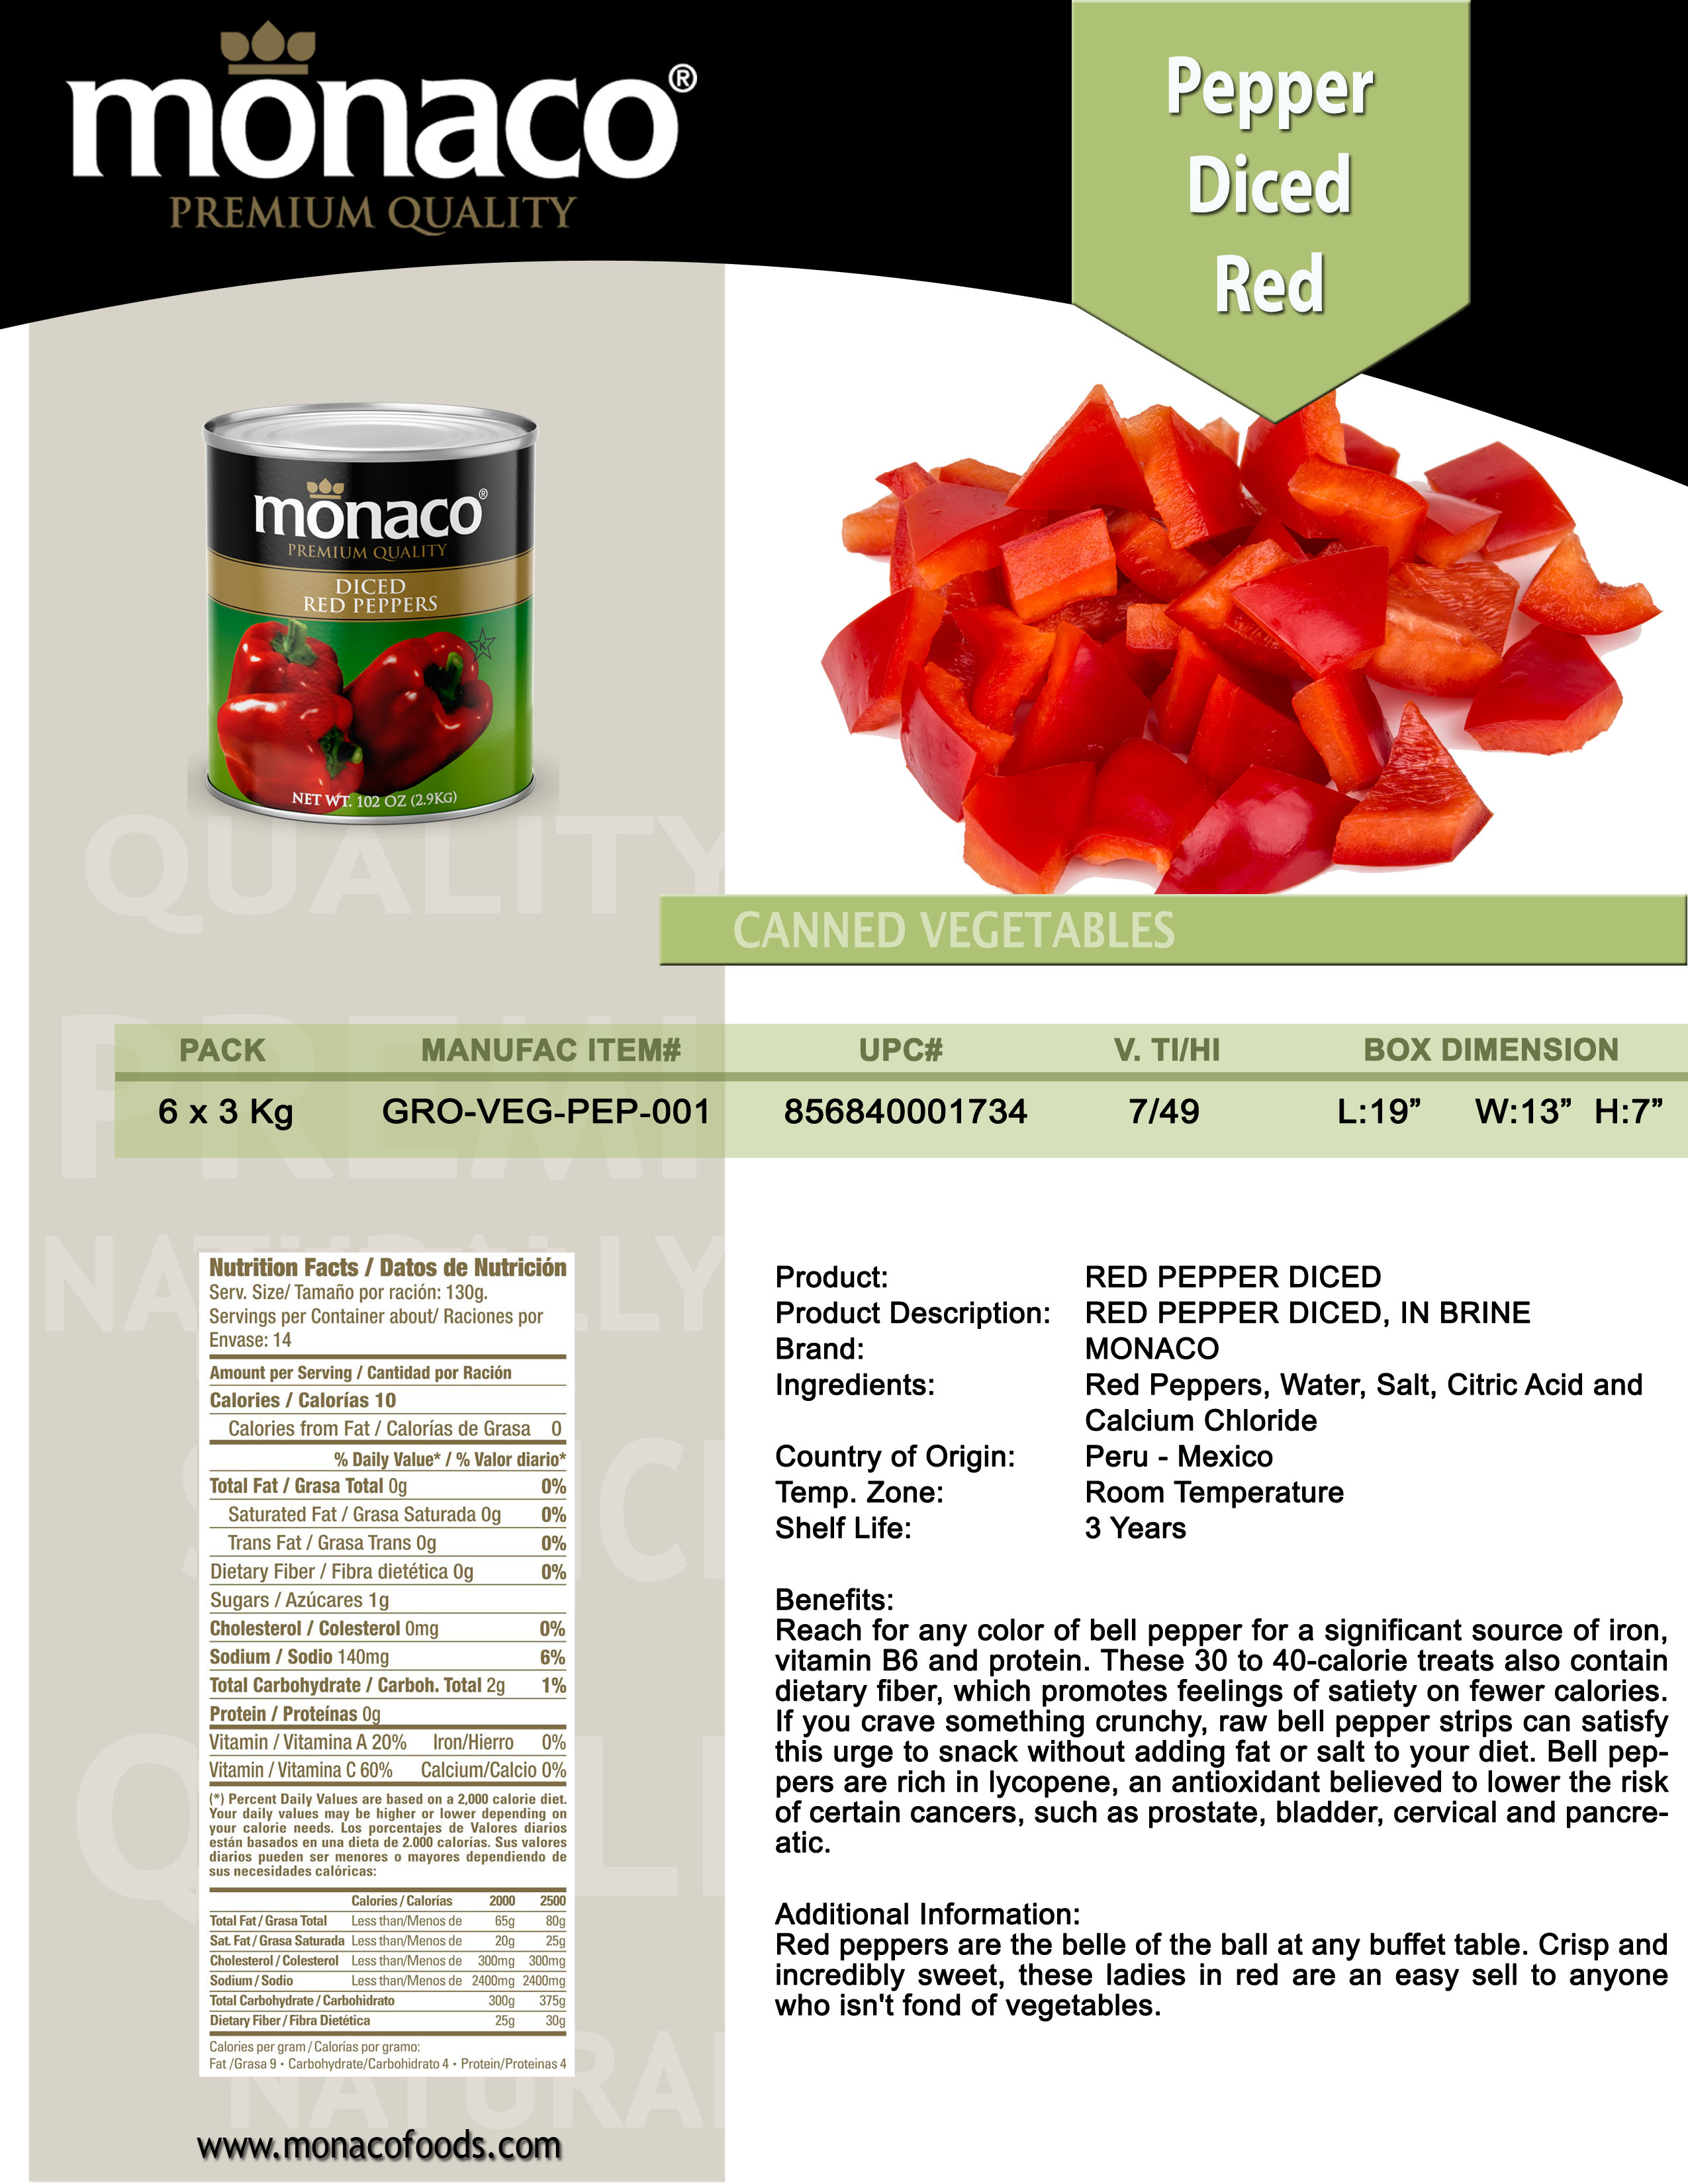 monaco®
PREMIUM QUALITY
Pepper
Diced
Red
monaco®
PREMIUM QUALITY
DICED
RED PEPPERS
K
NET WT. 102 OZ (2.9KG)
QUALITY
CANNED VEGETABLES
PREMI
PACK MANUFAC ITEM# UPC# V. TI/HI BOX DIMENSION
6 x 3 Kg GRO-VEG-PEP-001 856840001734 7/49 L:19” W:13” H:7”
Nutrition Facts / Datos de Nutrición
Serv. Size/ Tamaño por ración: 130g.
Servings per Container about/ Raciones por
Envase: 14
Amount per Serving / Cantidad por Ración
Calories / Calorías 10
Calories from Fat / Calorías de Grasa 0
% Daily Value* / % Valor diario*
Total Fat / Grasa Total 0g 0%
Saturated Fat / Grasa Saturada 0g 0%
Trans Fat / Grasa Trans 0g 0%
Dietary Fiber / Fibra dietética 0g 0%
Sugars / Azúcares 1g
Cholesterol / Colesterol 0mg 0%
Sodium / Sodio 140mg 6%
Total Carbohydrate / Carboh. Total 2g 1%
Protein / Proteínas 0g
Vitamin / Vitamina A 20% Iron/Hierro 0%
Vitamin / Vitamina C 60% Calcium/Calcio 0%
(*) Percent Daily Values are based on a 2,000 calorie diet.
Your daily values may be higher or lower depending on
your calorie needs. Los porcentajes de Valores diarios
están basados en una dieta de 2.000 calorías. Sus valores
diarios pueden ser menores o mayores dependiendo de
sus necesidades calóricas:
Calories / Calorías 2000 2500
Total Fat / Grasa Total Less than/Menos de 65g 80g
Sat. Fat / Grasa Saturada Less than/Menos de 20g 25g
Cholesterol / Colesterol Less than/Menos de 300mg 300mg
Sodium / Sodio Less than/Menos de 2400mg 2400mg
Total Carbohydrate / Carbohidrato 300g 375g
Dietary Fiber / Fibra Dietética 25g 30g
Calories per gram / Calorías por gramo:
Fat /Grasa 9 • Carbohydrate/Carbohidrato 4 • Protein/Proteinas 4
www.monacofoods.com
Product: RED PEPPER DICED
Product Description: RED PEPPER DICED, IN BRINE
Brand: MONACO
Ingredients: Red Peppers, Water, Salt, Citric Acid and
Calcium Chloride
Country of Origin: Peru - Mexico
Temp. Zone: Room Temperature
Shelf Life: 3 Years
Benefits:
Reach for any color of bell pepper for a significant source of iron,
vitamin B6 and protein. These 30 to 40-calorie treats also contain
dietary fiber, which promotes feelings of satiety on fewer calories.
If you crave something crunchy, raw bell pepper strips can satisfy
this urge to snack without adding fat or salt to your diet. Bell pep-
pers are rich in lycopene, an antioxidant believed to lower the risk
of certain cancers, such as prostate, bladder, cervical and pancre-
atic.
Additional Information:
Red peppers are the belle of the ball at any buffet table. Crisp and
incredibly sweet, these ladies in red are an easy sell to anyone
who isn't fond of vegetables.